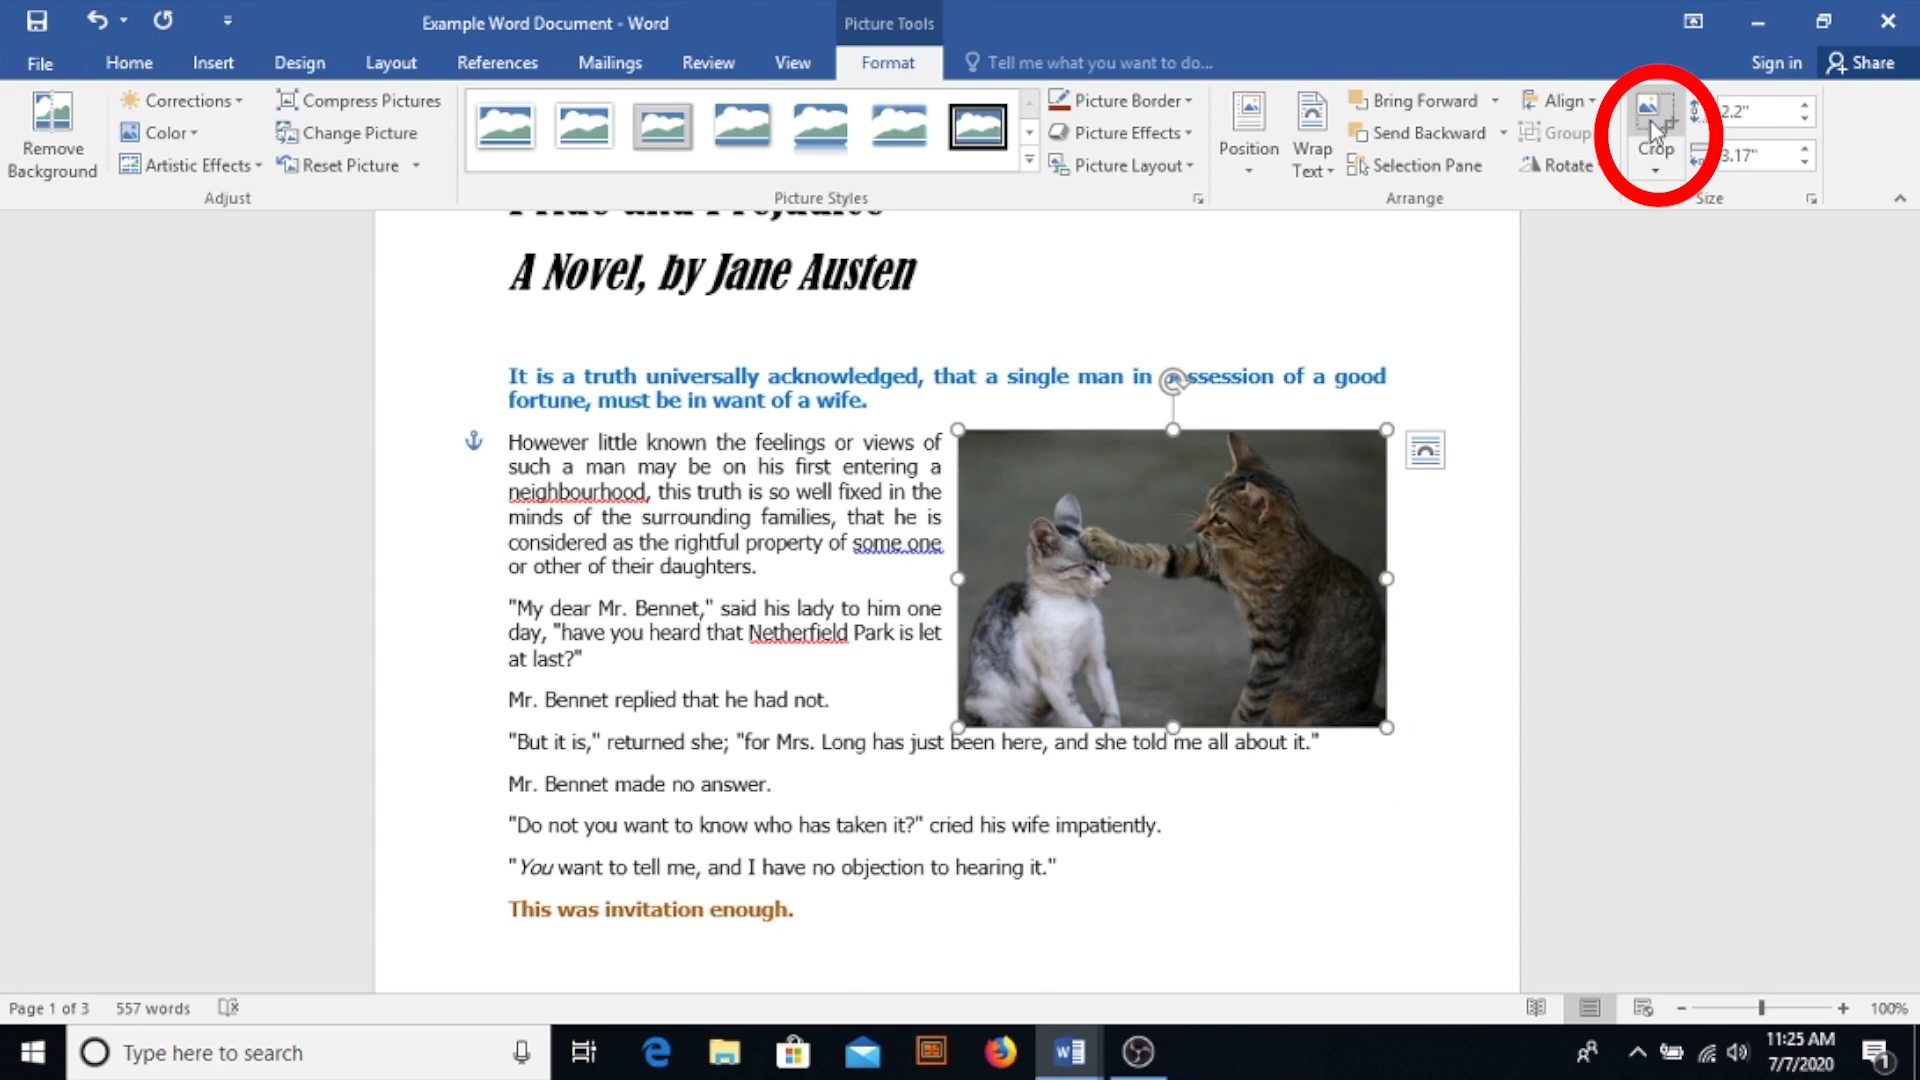 Example Word Document - Word
Picture Tools
File
Home
Insert
Design
Layout
References
Mailings
Review
View
Format
Tell me what you want to do...
Sign in
Share
Remove
Background
Corrections
Color
Artistic Effects
Compress Pictures
Change Picture
Reset Picture
Adjust
Picture Styles
Picture Border
Picture Effects
Picture Layout
Position
Wrap
Text
Bring Forward
Send Backward
Selection Pane
Align
Group
Rotate
Arrange
Crop
2.2"
3.17"
Size
Pride and Prejudice
A Novel, by Jane Austen
It is a truth universally acknowledged, that a single man in possession of a good
fortune, must be in want of a wife.
However little known the feelings or views of
such a man may be on his first entering a
neighbourhood, this truth is so well fixed in the
minds of the surrounding families, that he is
considered as the rightful property of some one
or other of their daughters.
"My dear Mr. Bennet," said his lady to him one
day, "have you heard that Netherfield Park is let
at last?"
Mr. Bennet replied that he had not.
"But it is," returned she; "for Mrs. Long has just been here, and she told me all about it."
Mr. Bennet made no answer.
"Do not you want to know who has taken it?" cried his wife impatiently.
"You want to tell me, and I have no objection to hearing it."
This was invitation enough.
Page 1 of 3
557 words
100%
Type here to search
11:25 AM
7/7/2020
1